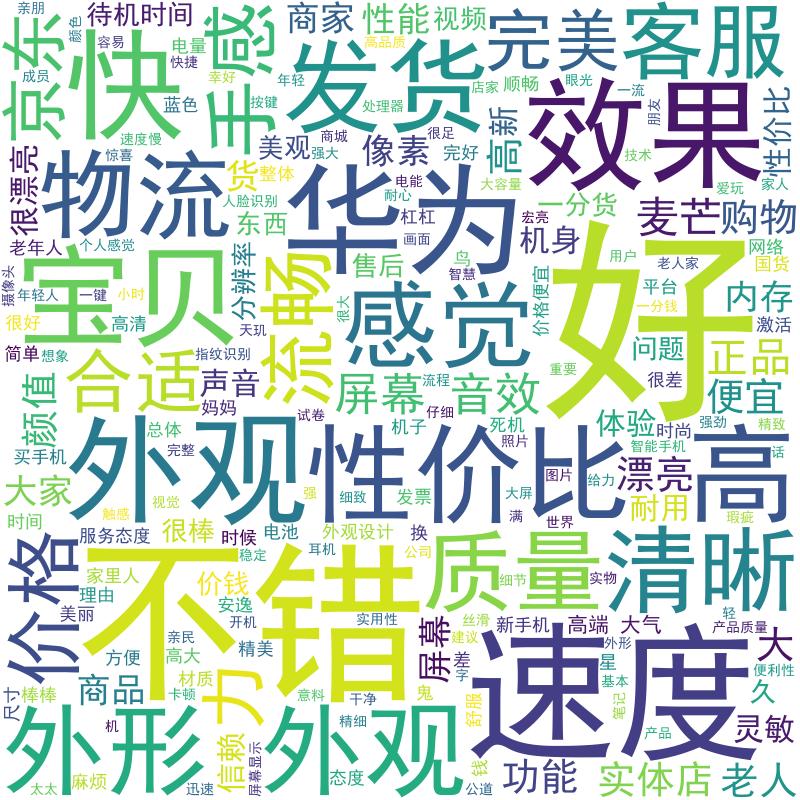 亲朋
待机时间
商家
性能
视频
完美
客服
京东
颜色
快
手感
发货
容易
电量
快捷
高品质
成员
幸好
年轻
店家
顺畅
眼光
一流
朋友
性价比
蓝色
按键
处理器
效果
速度慢
美观
商城
很足
像素
高新
技术
很漂亮
惊喜
强大
完好
物流
货
整体
华为
电能
耐心
大容量
爱玩
家人
人脸识别
杠杠
一分货
麦芒
购物
东西
宏亮
老年人
个人感觉
画面
机身
网络
宝贝
分辨率
流畅
售后
鸟
用户
老人家
国货
摄像头
智慧
好
平台
年轻人
一键
小时
很大
感觉
价格便宜
一分钱
内存
很好
高清
天玑
激活
简单
想象
指纹识别
问题
正品
合适
声音
屏幕
流程
音效
重要
很差
便宜
颜值
妈妈
试卷
仔细
死机
体验
强劲
时尚
精致
总体
机子
照片
智能手机
话
买手机
完整
外观
性价比
高
大家
强
细致
发票
大屏
图片
给力
漂亮
耐用
时间
触感
视觉
满
世界
瑕疵
服务态度
很棒
时候
电池
外观设计
换
价格
不错
稳定
耳机
公司
质量
清晰
家里人
价钱
细节
实物
理由
安逸
美丽
开机
实用性
丝滑
轻
亲民
屏幕
新手机
高端
大气
产品质量
方便
高大
精美
建议
速度
外形
大
力
材质
差
星
便利性
尺寸
棒棒
商品
卡顿
意料
干净
鬼
字
基本
久
舒服
笔记
机
外形
信赖
外观
精细
产品
灵敏
屏幕显示
钱
功能
实体店
老人
太太
麻烦
迅速
态度
公道